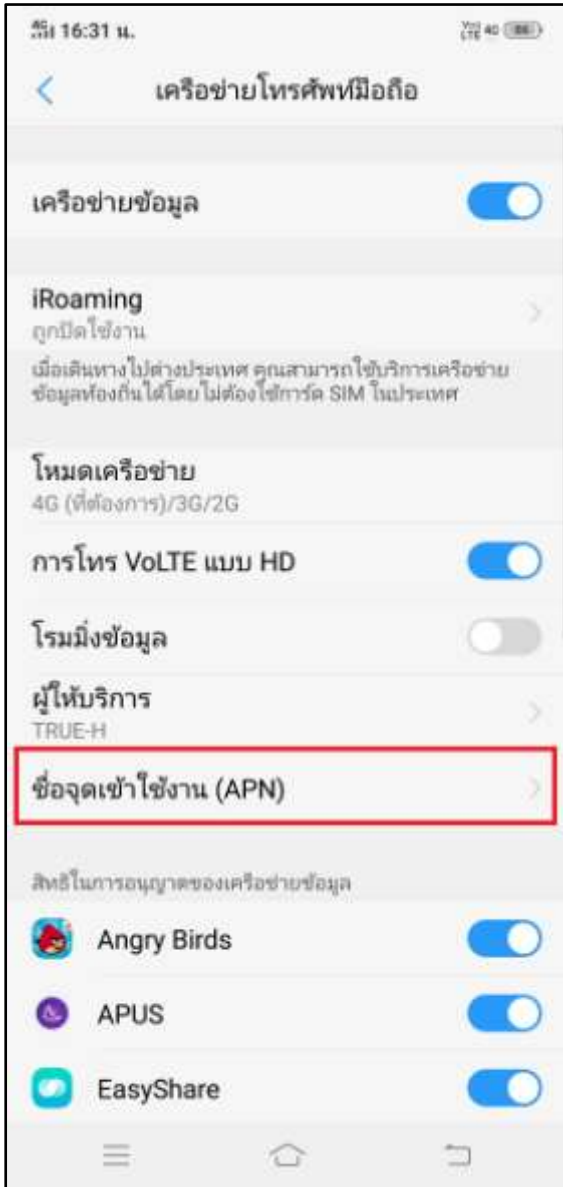 4G 16:31 น. VoD LTE 4G 86
เครือข่ายโทรศัพท์มือถือ
เครือข่ายข้อมูล
iRoaming
ถูกปิดใช้งาน
เมื่อเดินทางไปต่างประเทศ คุณสามารถใช้บริการเครือข่าย
ข้อมูลท้องถิ่นได้โดยไม่ต้องใช้การ์ด SIM ในประเทศ
โหมดเครือข่าย
4G (ที่ต้องการ)/3G/2G
การโทร VoLTE แบบ HD
โรมมิ่งข้อมูล
ผู้ให้บริการ
TRUE-H
ชื่อจุดเข้าใช้งาน (APN)
สิทธิในการอนุญาตของเครือข่ายข้อมูล
Angry Birds
APUS
EasyShare